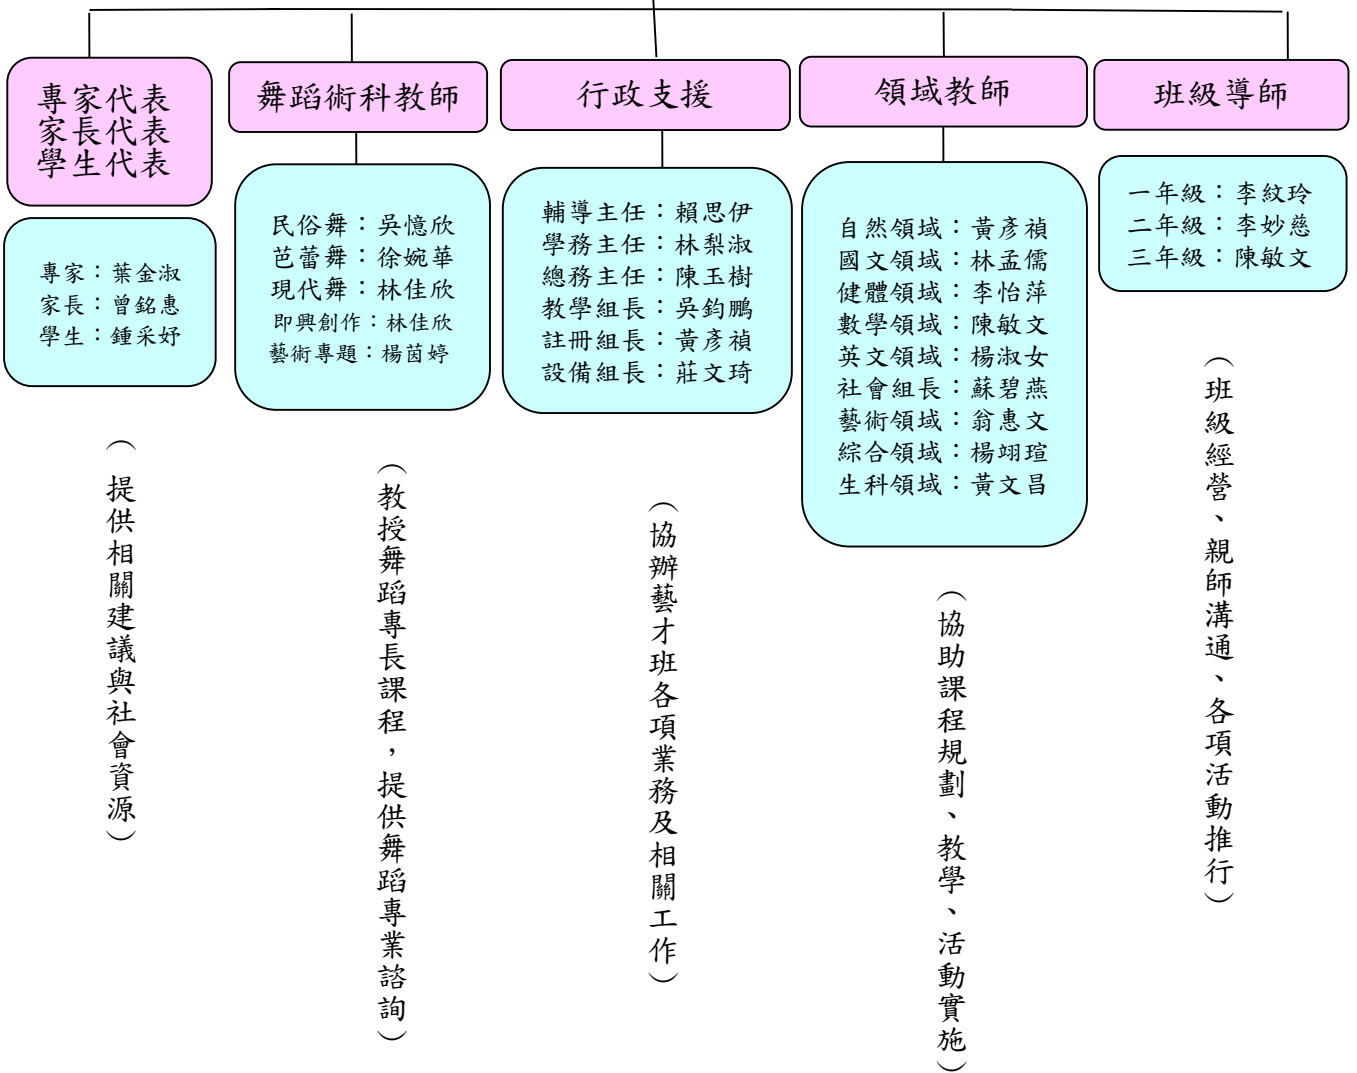 專家代表
家長代表
學生代表
專家：葉金淑
家長：曾銘惠
學生：鍾采妤
（ 提供相關建議與社會資源）
舞蹈術科教師
民俗舞：吳憶欣
芭蕾舞：徐婉華
現代舞：林佳欣
即興創作：林佳欣
藝術專題：楊茵婷
（教授舞蹈專長課程，提供舞蹈專業諮詢）
行政支援
輔導主任：賴思伊
學務主任：林梨淑
總務主任：陳玉樹
教學組長：吳鈞鵬
註冊組長：黃彥禎
設備組長：莊文琦
（協辦藝才班各項業務及相關工作）
領域教師
自然領域：黃彥禎
國文領域：林孟儒
健體領域：李怡萍
數學領域：陳敏文
英文領域：楊淑女
社會組長：蘇碧燕
藝術領域：翁惠文
綜合領域：楊翊瑄
生科領域：黃文昌
（協助課程規劃、教學、活動實施）
班級導師
一年級：李紋玲
二年級：李妙慈
三年級：陳敏文
（班級經營、親師溝通、各項活動推行）